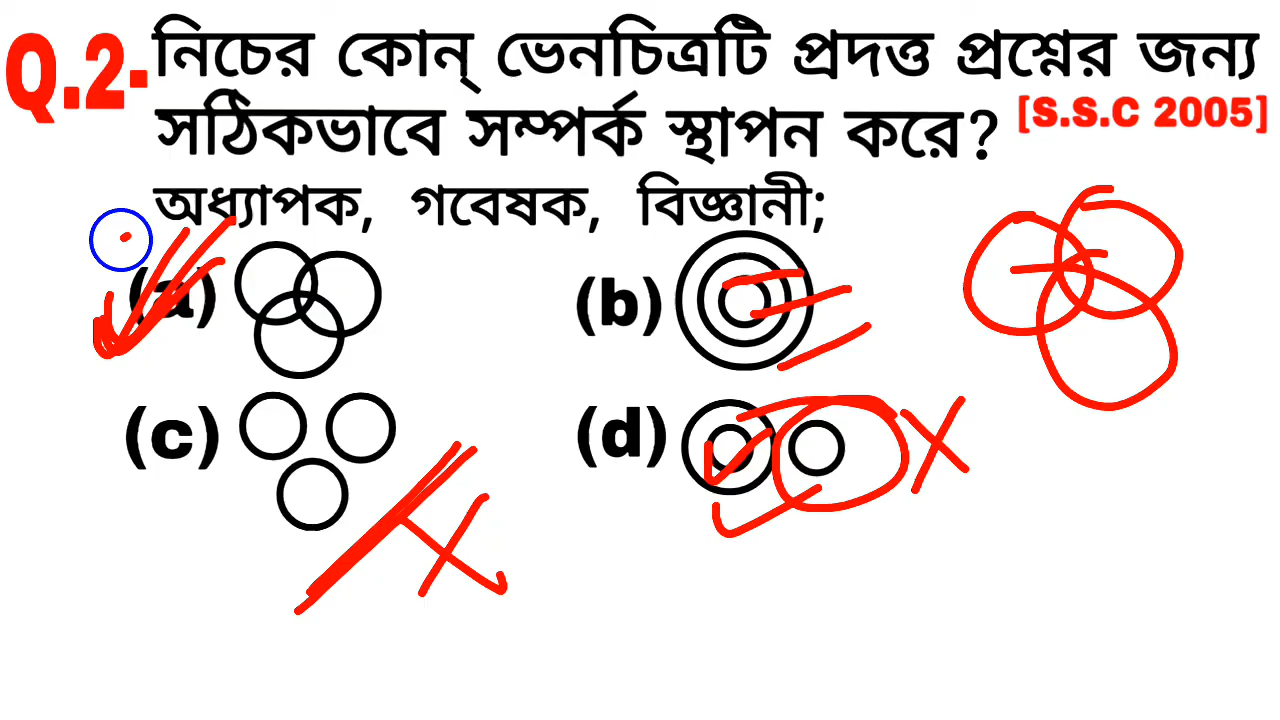 Q.2- নিচের কোন্ ভেনচিত্রটি প্রদত্ত প্রশ্নের জন্য
সঠিকভাবে সম্পর্ক স্থাপন করে? [S.S.C 2005]
অধ্যাপক, গবেষক, বিজ্ঞানী;
(a) (b)
(c) (d)